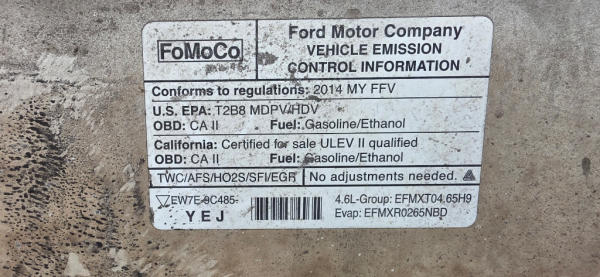 FoMoCo
Ford Motor Company
VEHICLE EMISSION
CONTROL INFORMATION
Conforms to regulations: 2014 MY FFV
U.S. EPA: T2B8 MDPV/HDV
OBD: CA II Fuel: Gasoline/Ethanol
California: Certified for sale ULEV II qualified
OBD: CA II Fuel: Gasoline/Ethanol
TWC/AFS/HO2S/SFI/EGR No adjustments needed.
EW7E-9C485-
YEJ
4.6L-Group: EFMXT04.65H9
Evap: EFMXR0265NBD